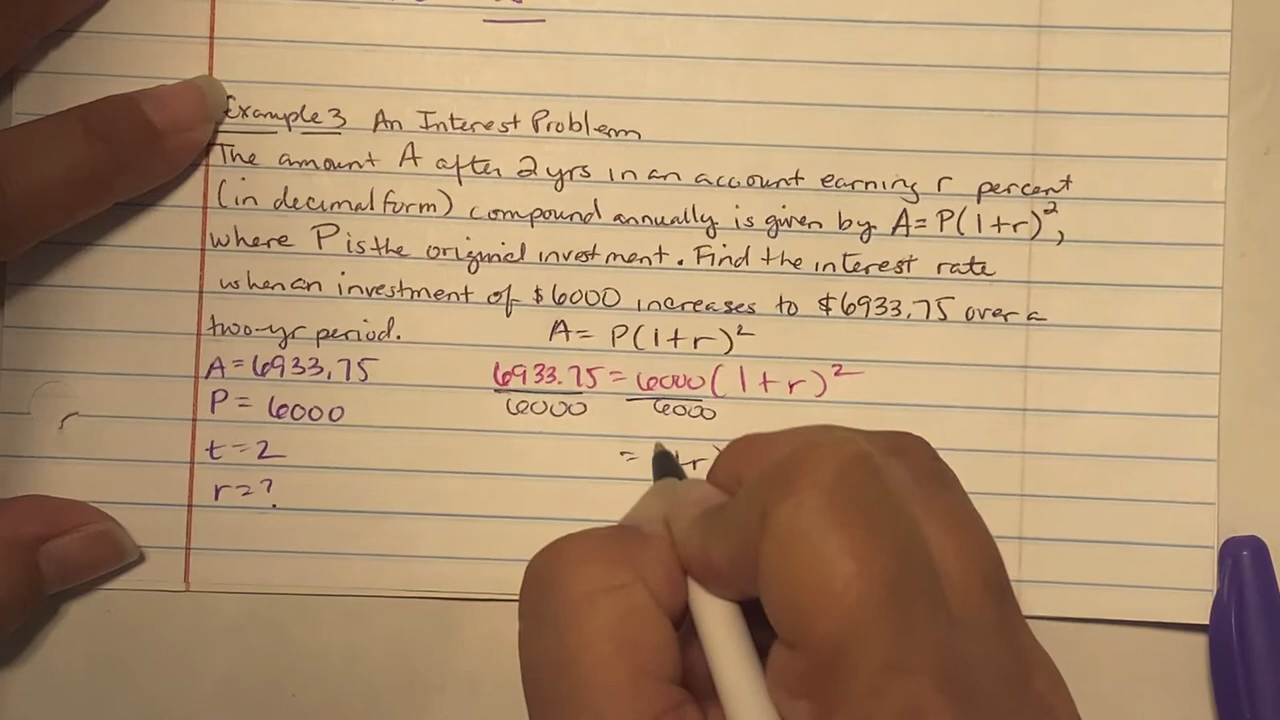 Example 3 An Interest Problem
The amount A after 2 yrs in an account earning r percent
(in decimal form) compound annually is given by A = P(1+r)²,
where P is the original investment. Find the interest rate
when an investment of $6000 increases to $6933.75 over a
two-yr period.
A = P(1+r)²
A = 6933.75
6933.75 = 6000(1+r)²
P = 6000
6000 6000
t = 2
= +r)
r = ?